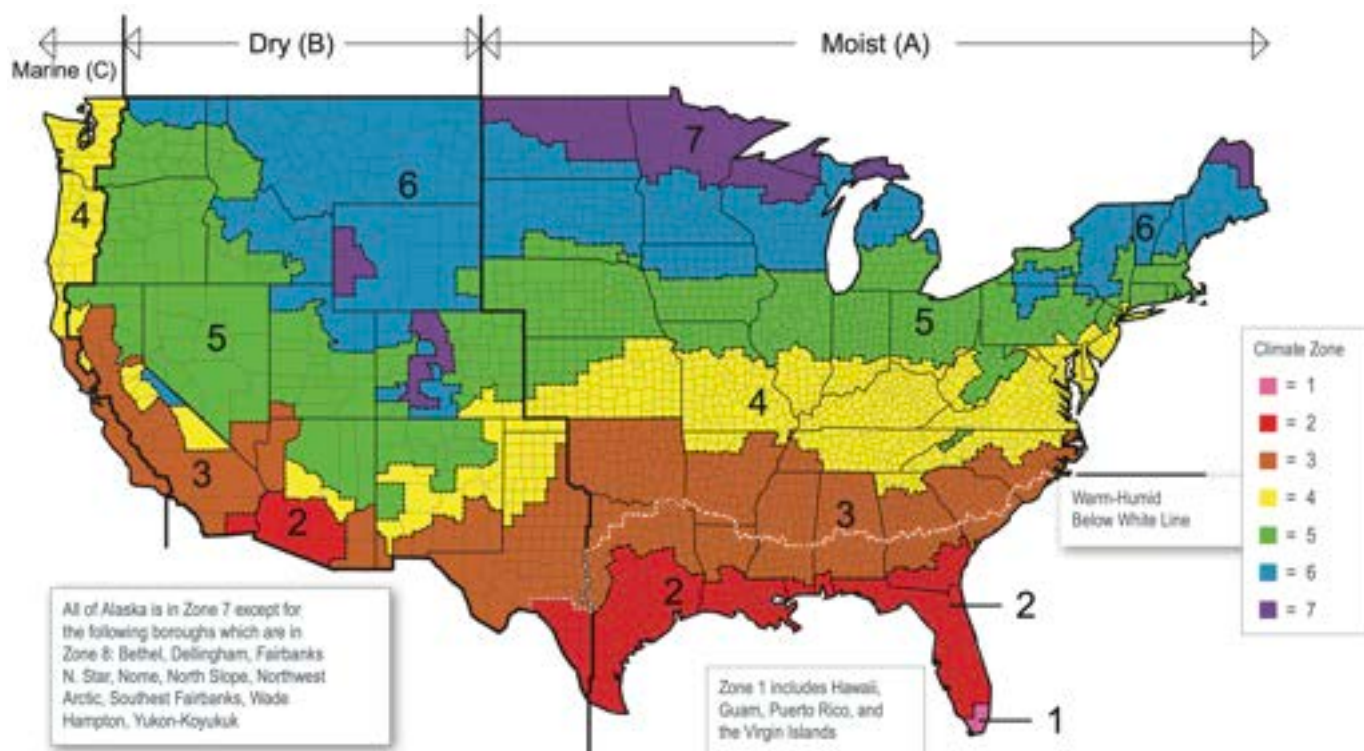 Marine (C)
Dry (B)
Moist (A)
7
6
4
6
5
5
4
3
3
2
2
2
1
Climate Zone
= 1
= 2
= 3
= 4
= 5
= 6
= 7
Warm-Humid
Below White Line
All of Alaska is in Zone 7 except for
the following boroughs which are in
Zone 8: Bethel, Dellingham, Fairbanks
N. Star, Nome, North Slope, Northwest
Arctic, Southest Fairbanks, Wade
Hampton, Yukon-Koyukuk
Zone 1 includes Hawaii,
Guam, Puerto Rico, and
the Virgin Islands